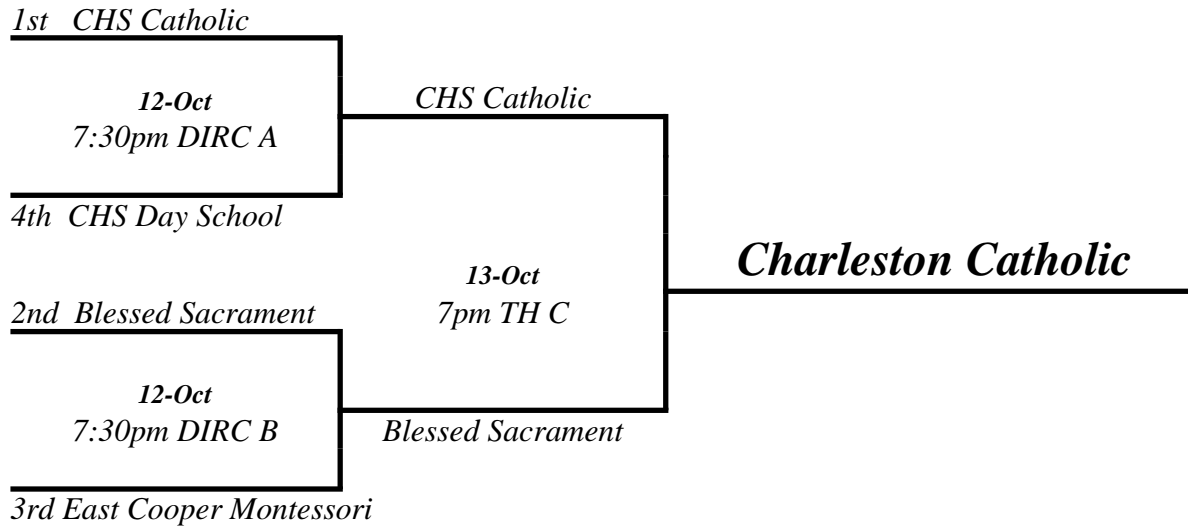 1st CHS Catholic
12-Oct
7:30pm DIRC A
CHS Catholic
4th CHS Day School
13-Oct
7pm TH C
Charleston Catholic
2nd Blessed Sacrament
12-Oct
7:30pm DIRC B
Blessed Sacrament
3rd East Cooper Montessori